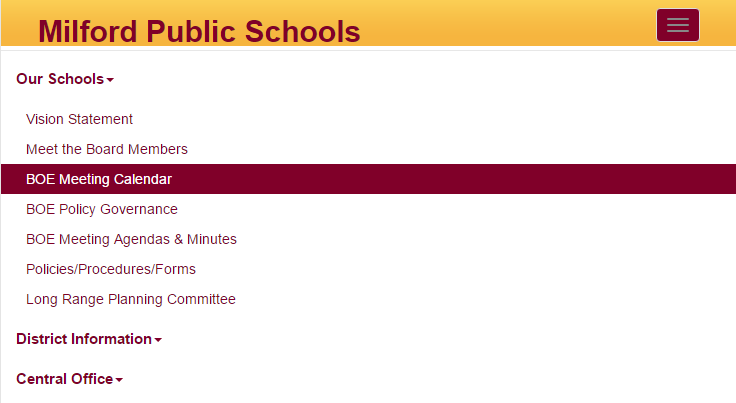 Milford Public Schools
Our Schools
Vision Statement
Meet the Board Members
BOE Meeting Calendar
BOE Policy Governance
BOE Meeting Agendas & Minutes
Policies/Procedures/Forms
Long Range Planning Committee
District Information
Central Office